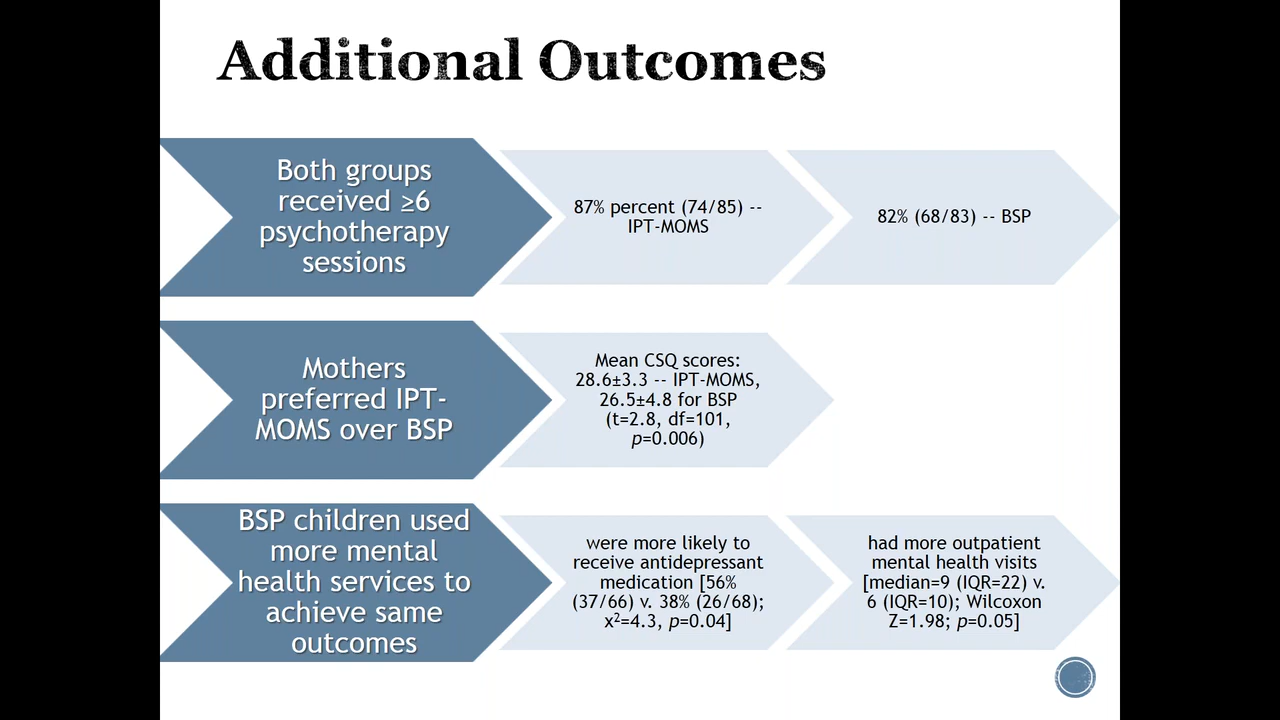 Additional Outcomes
Both groups
received ≥6
psychotherapy
sessions
87% percent (74/85) --
IPT-MOMS
82% (68/83) -- BSP
Mothers
preferred IPT-
MOMS over BSP
Mean CSQ scores:
28.6±3.3 -- IPT-MOMS,
26.5±4.8 for BSP
(t=2.8, df=101,
p=0.006)
BSP children used
more mental
health services to
achieve same
outcomes
were more likely to
receive antidepressant
medication [56%
(37/66) v. 38% (26/68);
x²=4.3, p=0.04]
had more outpatient
mental health visits
[median=9 (IQR=22) v.
6 (IQR=10); Wilcoxon
Z=1.98; p=0.05]